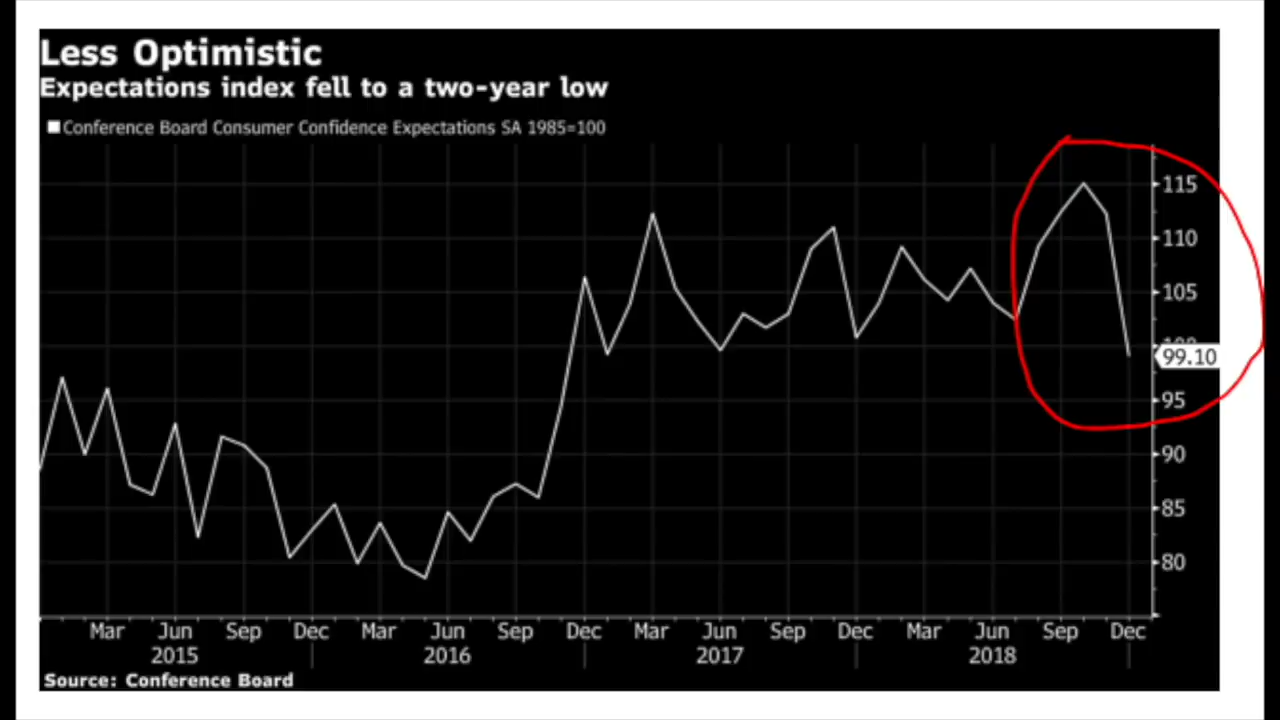 Less Optimistic
Expectations index fell to a two-year low
Conference Board Consumer Confidence Expectations SA 1985=100
115
110
105
99.10
95
90
85
80
Mar Jun Sep Dec Mar Jun Sep Dec Mar Jun Sep Dec Mar Jun Sep Dec
2015 2016 2017 2018
Source: Conference Board